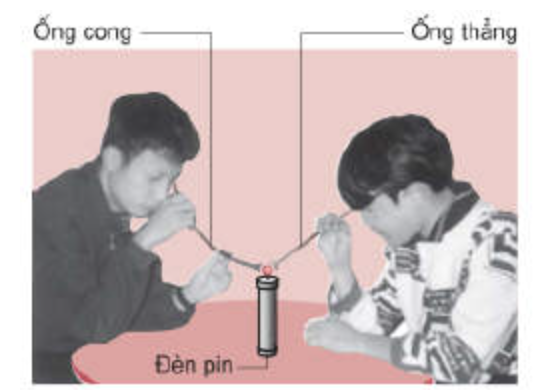 Ống cong
Ống thẳng
Đèn pin